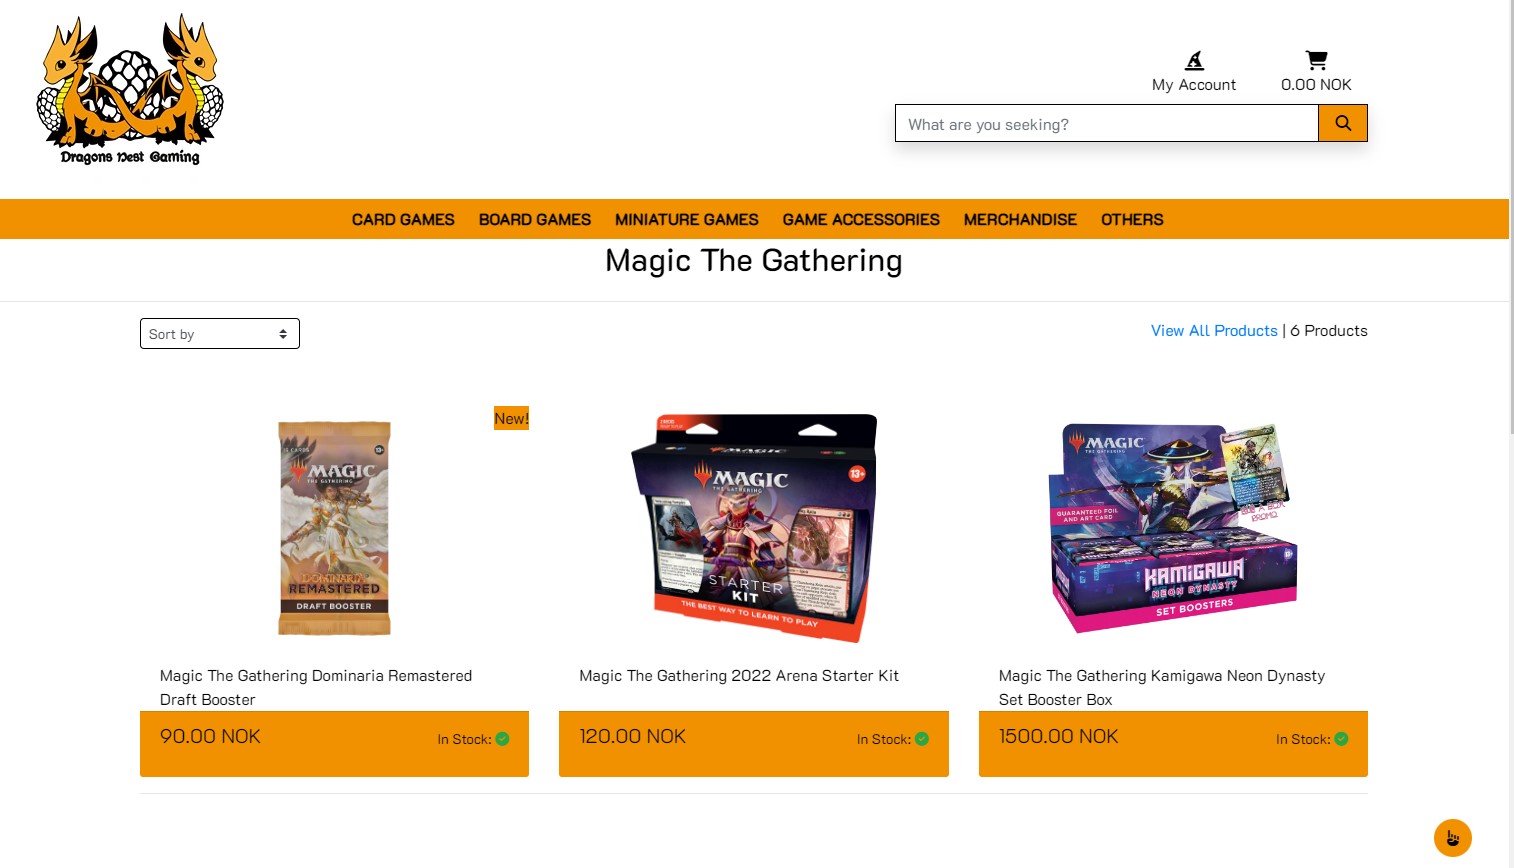 Dragons Nest Gaming
My Account
0.00 NOK
What are you seeking?
CARD GAMES BOARD GAMES MINIATURE GAMES GAME ACCESSORIES MERCHANDISE OTHERS
Magic The Gathering
Sort by
View All Products | 6 Products
New!
MAGIC
THE GATHERING
DOMINARIA
REMASTERED
DRAFT BOOSTER
MAGIC
THE GATHERING
13+
STARTER
KIT
THE BEST WAY TO LEARN TO PLAY
MAGIC
THE GATHERING
GUARANTEED FOIL
AND ART CARD
BUY A BOX
PROMO
KAMIGAWA
NEON DYNASTY
SET BOOSTERS
Magic The Gathering Dominaria Remastered
Draft Booster
90.00 NOK
In Stock:
Magic The Gathering 2022 Arena Starter Kit
120.00 NOK
In Stock:
Magic The Gathering Kamigawa Neon Dynasty
Set Booster Box
1500.00 NOK
In Stock: